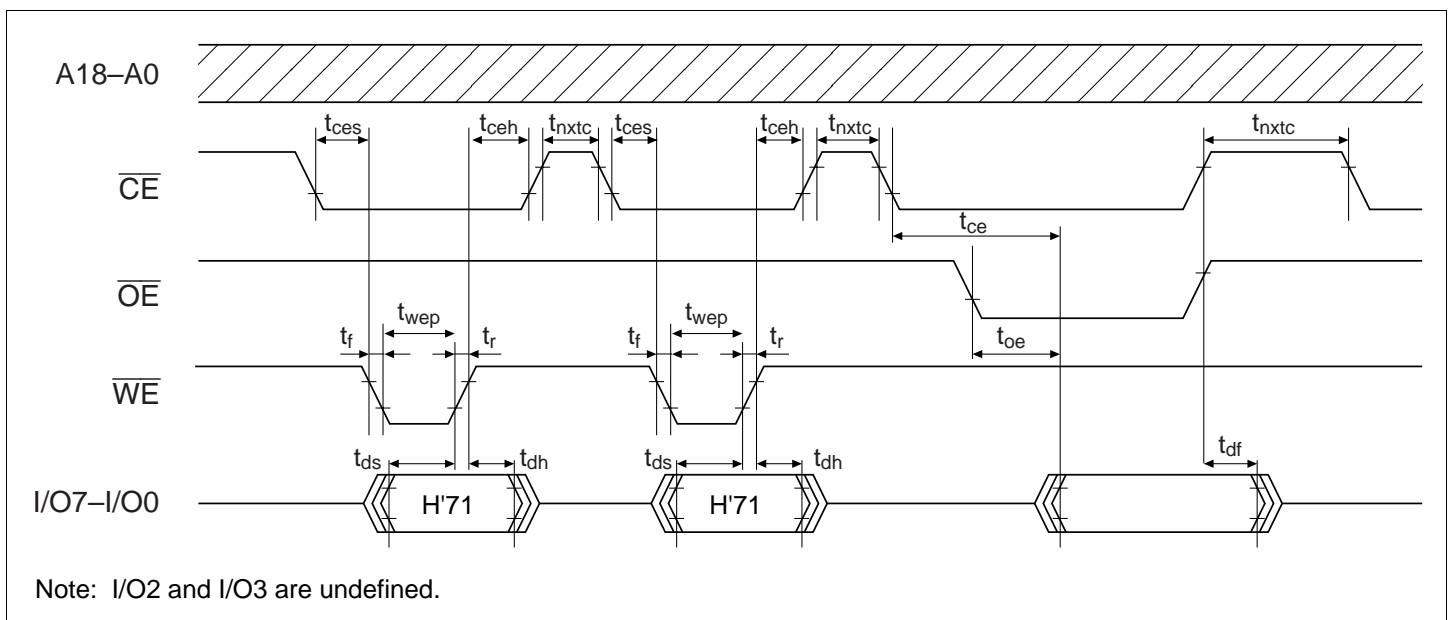 A18–A0
tces tceh tnxtc tces tceh tnxtc tnxtc
CE
tce
OE
twep twep
tf tr tf tr toe
WE
tds tdh tds tdh tdf
I/O7–I/O0 H'71 H'71
Note: I/O2 and I/O3 are undefined.